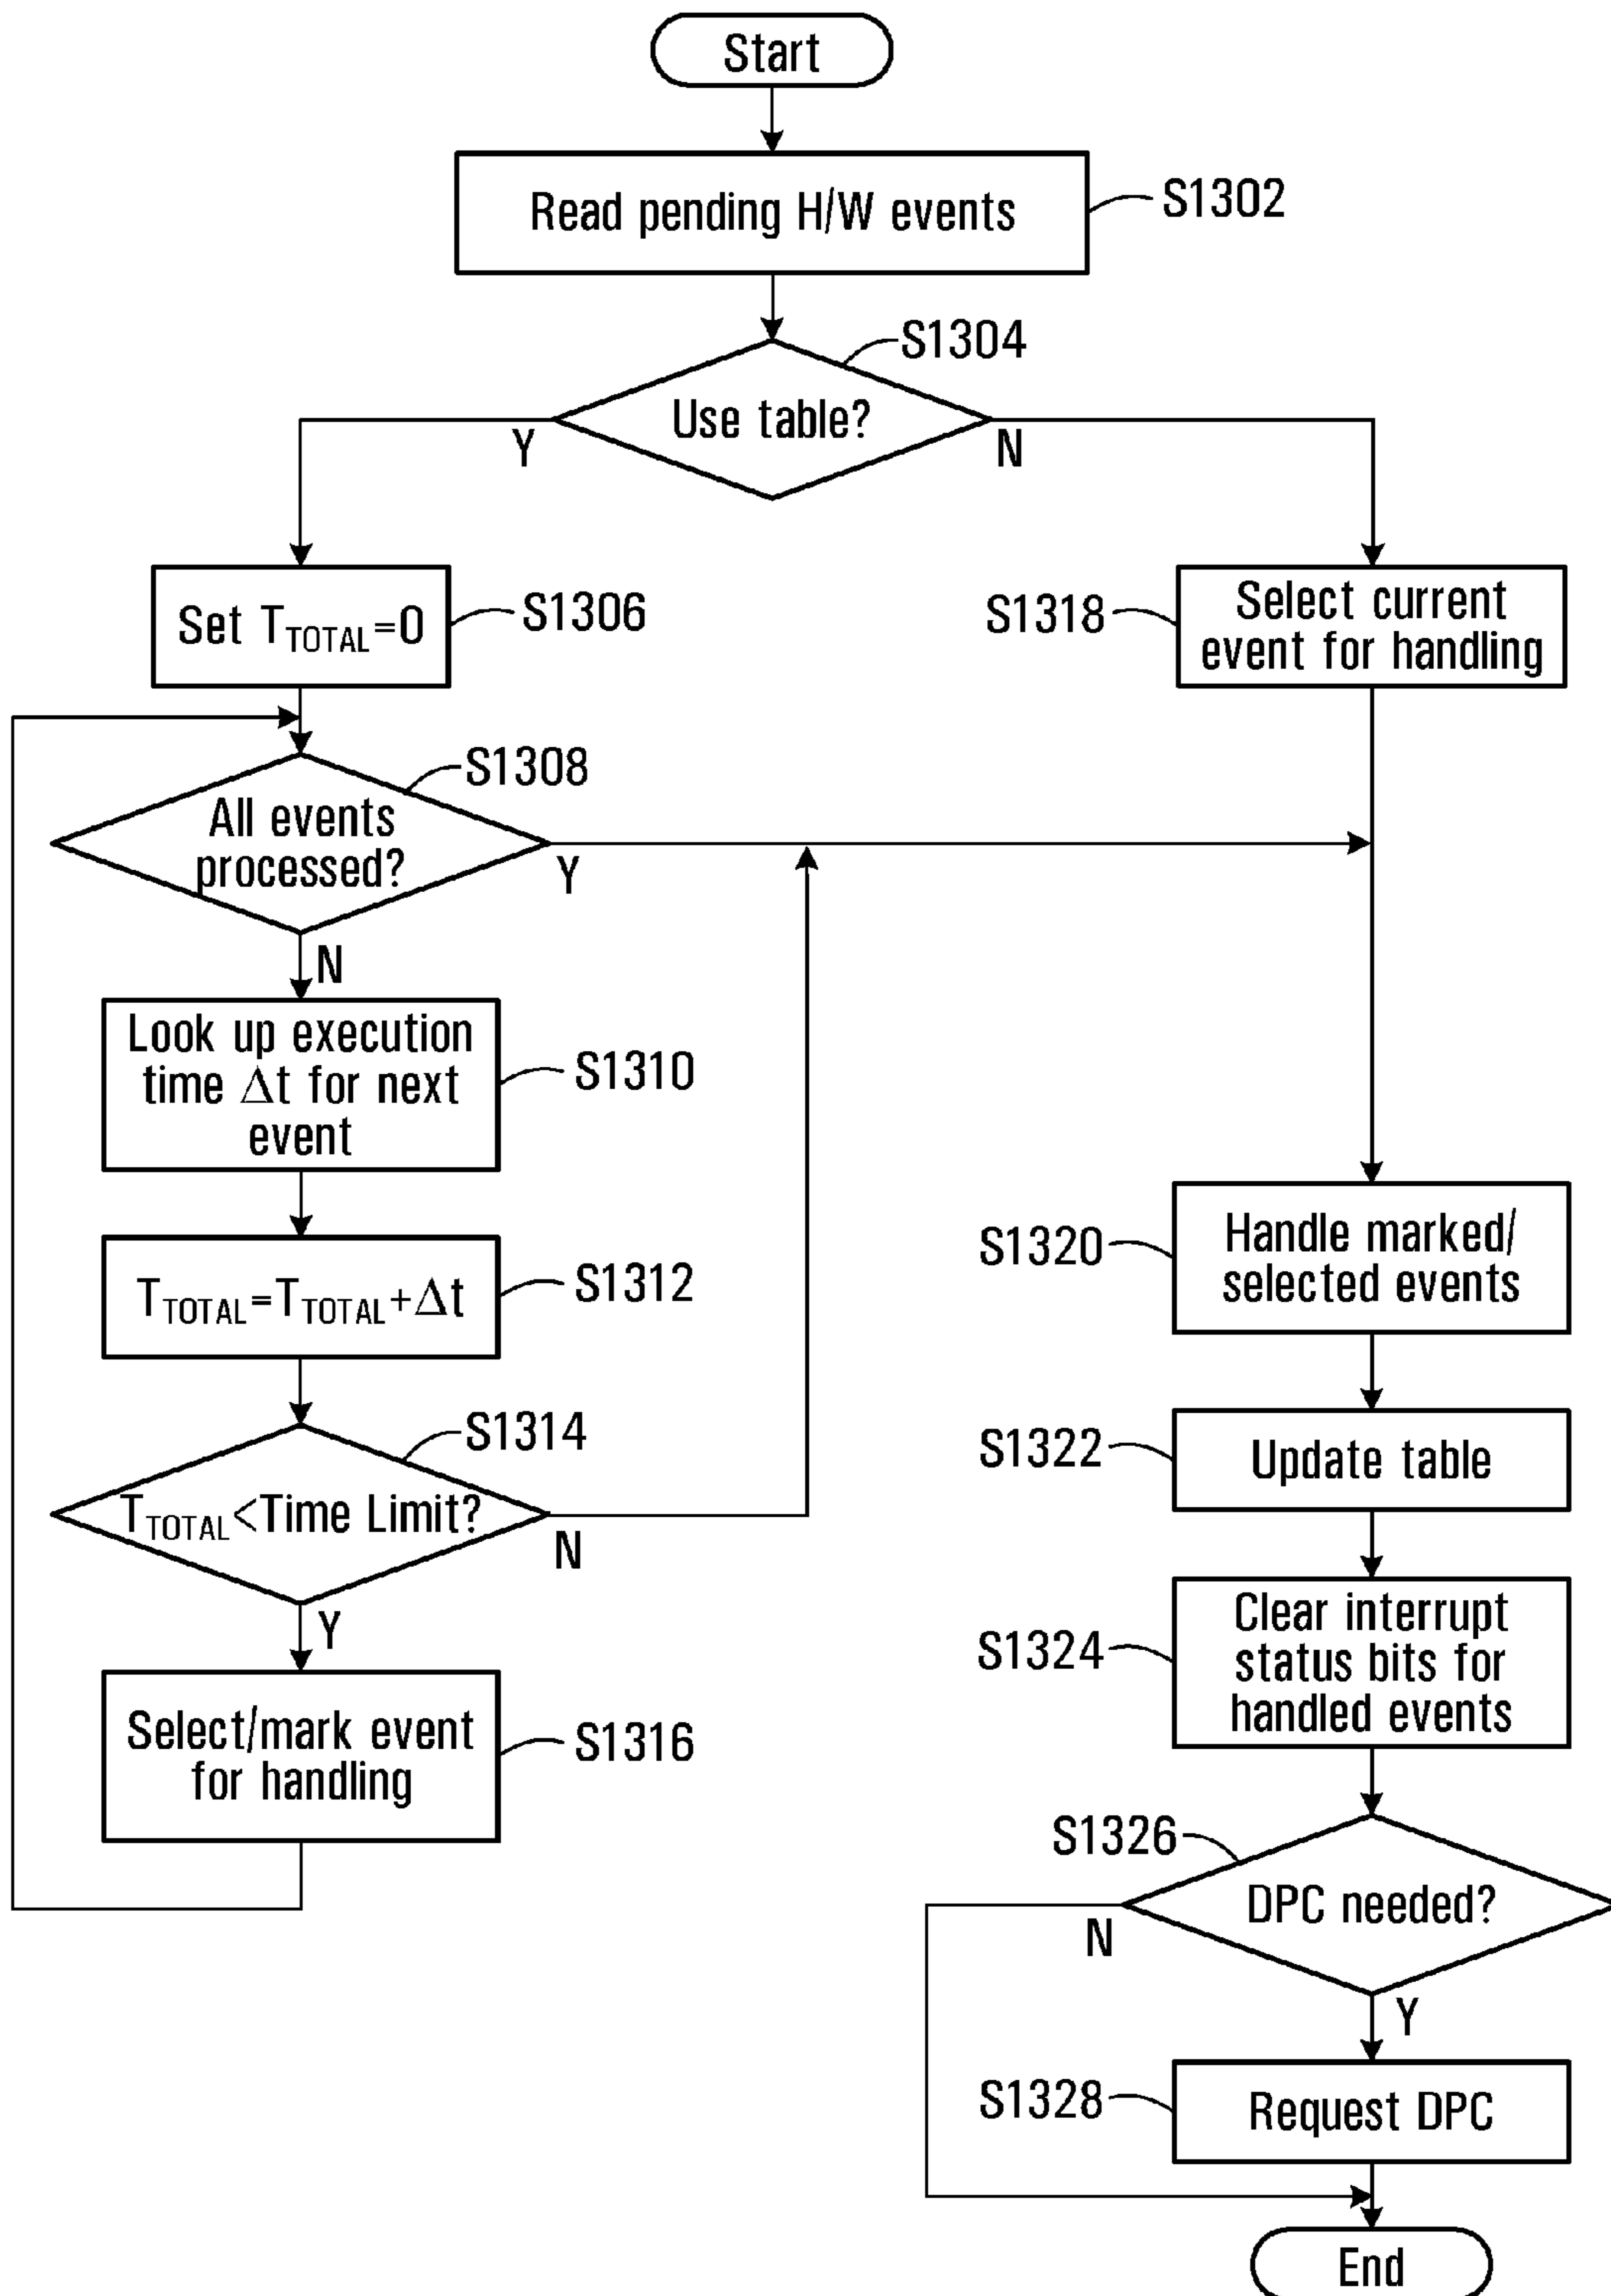 Start
Read pending H/W events
S1302
S1304
Use table?
Y
N
Set TTOTAL=0
S1306
S1318
Select current
event for handling
S1308
All events
processed?
Y
N
Look up execution
time Δt for next
event
S1310
TTOTAL=TTOTAL+Δt
S1312
S1314
TTOTAL<Time Limit?
N
Y
Select/mark event
for handling
S1316
S1320
Handle marked/
selected events
S1322
Update table
S1324
Clear interrupt
status bits for
handled events
S1326
DPC needed?
N
Y
S1328
Request DPC
End